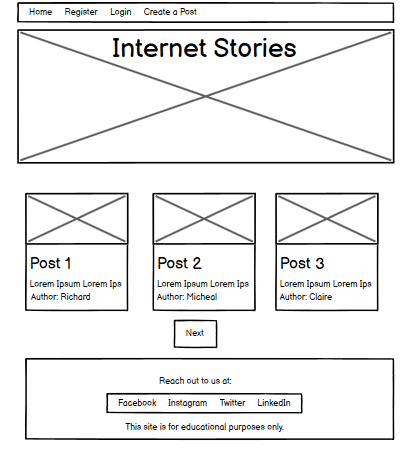 Home Register Login Create a Post
Internet Stories
Post 1
Lorem Ipsum Lorem Ips
Author: Richard
Post 2
Lorem Ipsum Lorem Ips
Author: Micheal
Post 3
Lorem Ipsum Lorem Ips
Author: Claire
Next
Reach out to us at:
Facebook Instagram Twitter LinkedIn
This site is for educational purposes only.